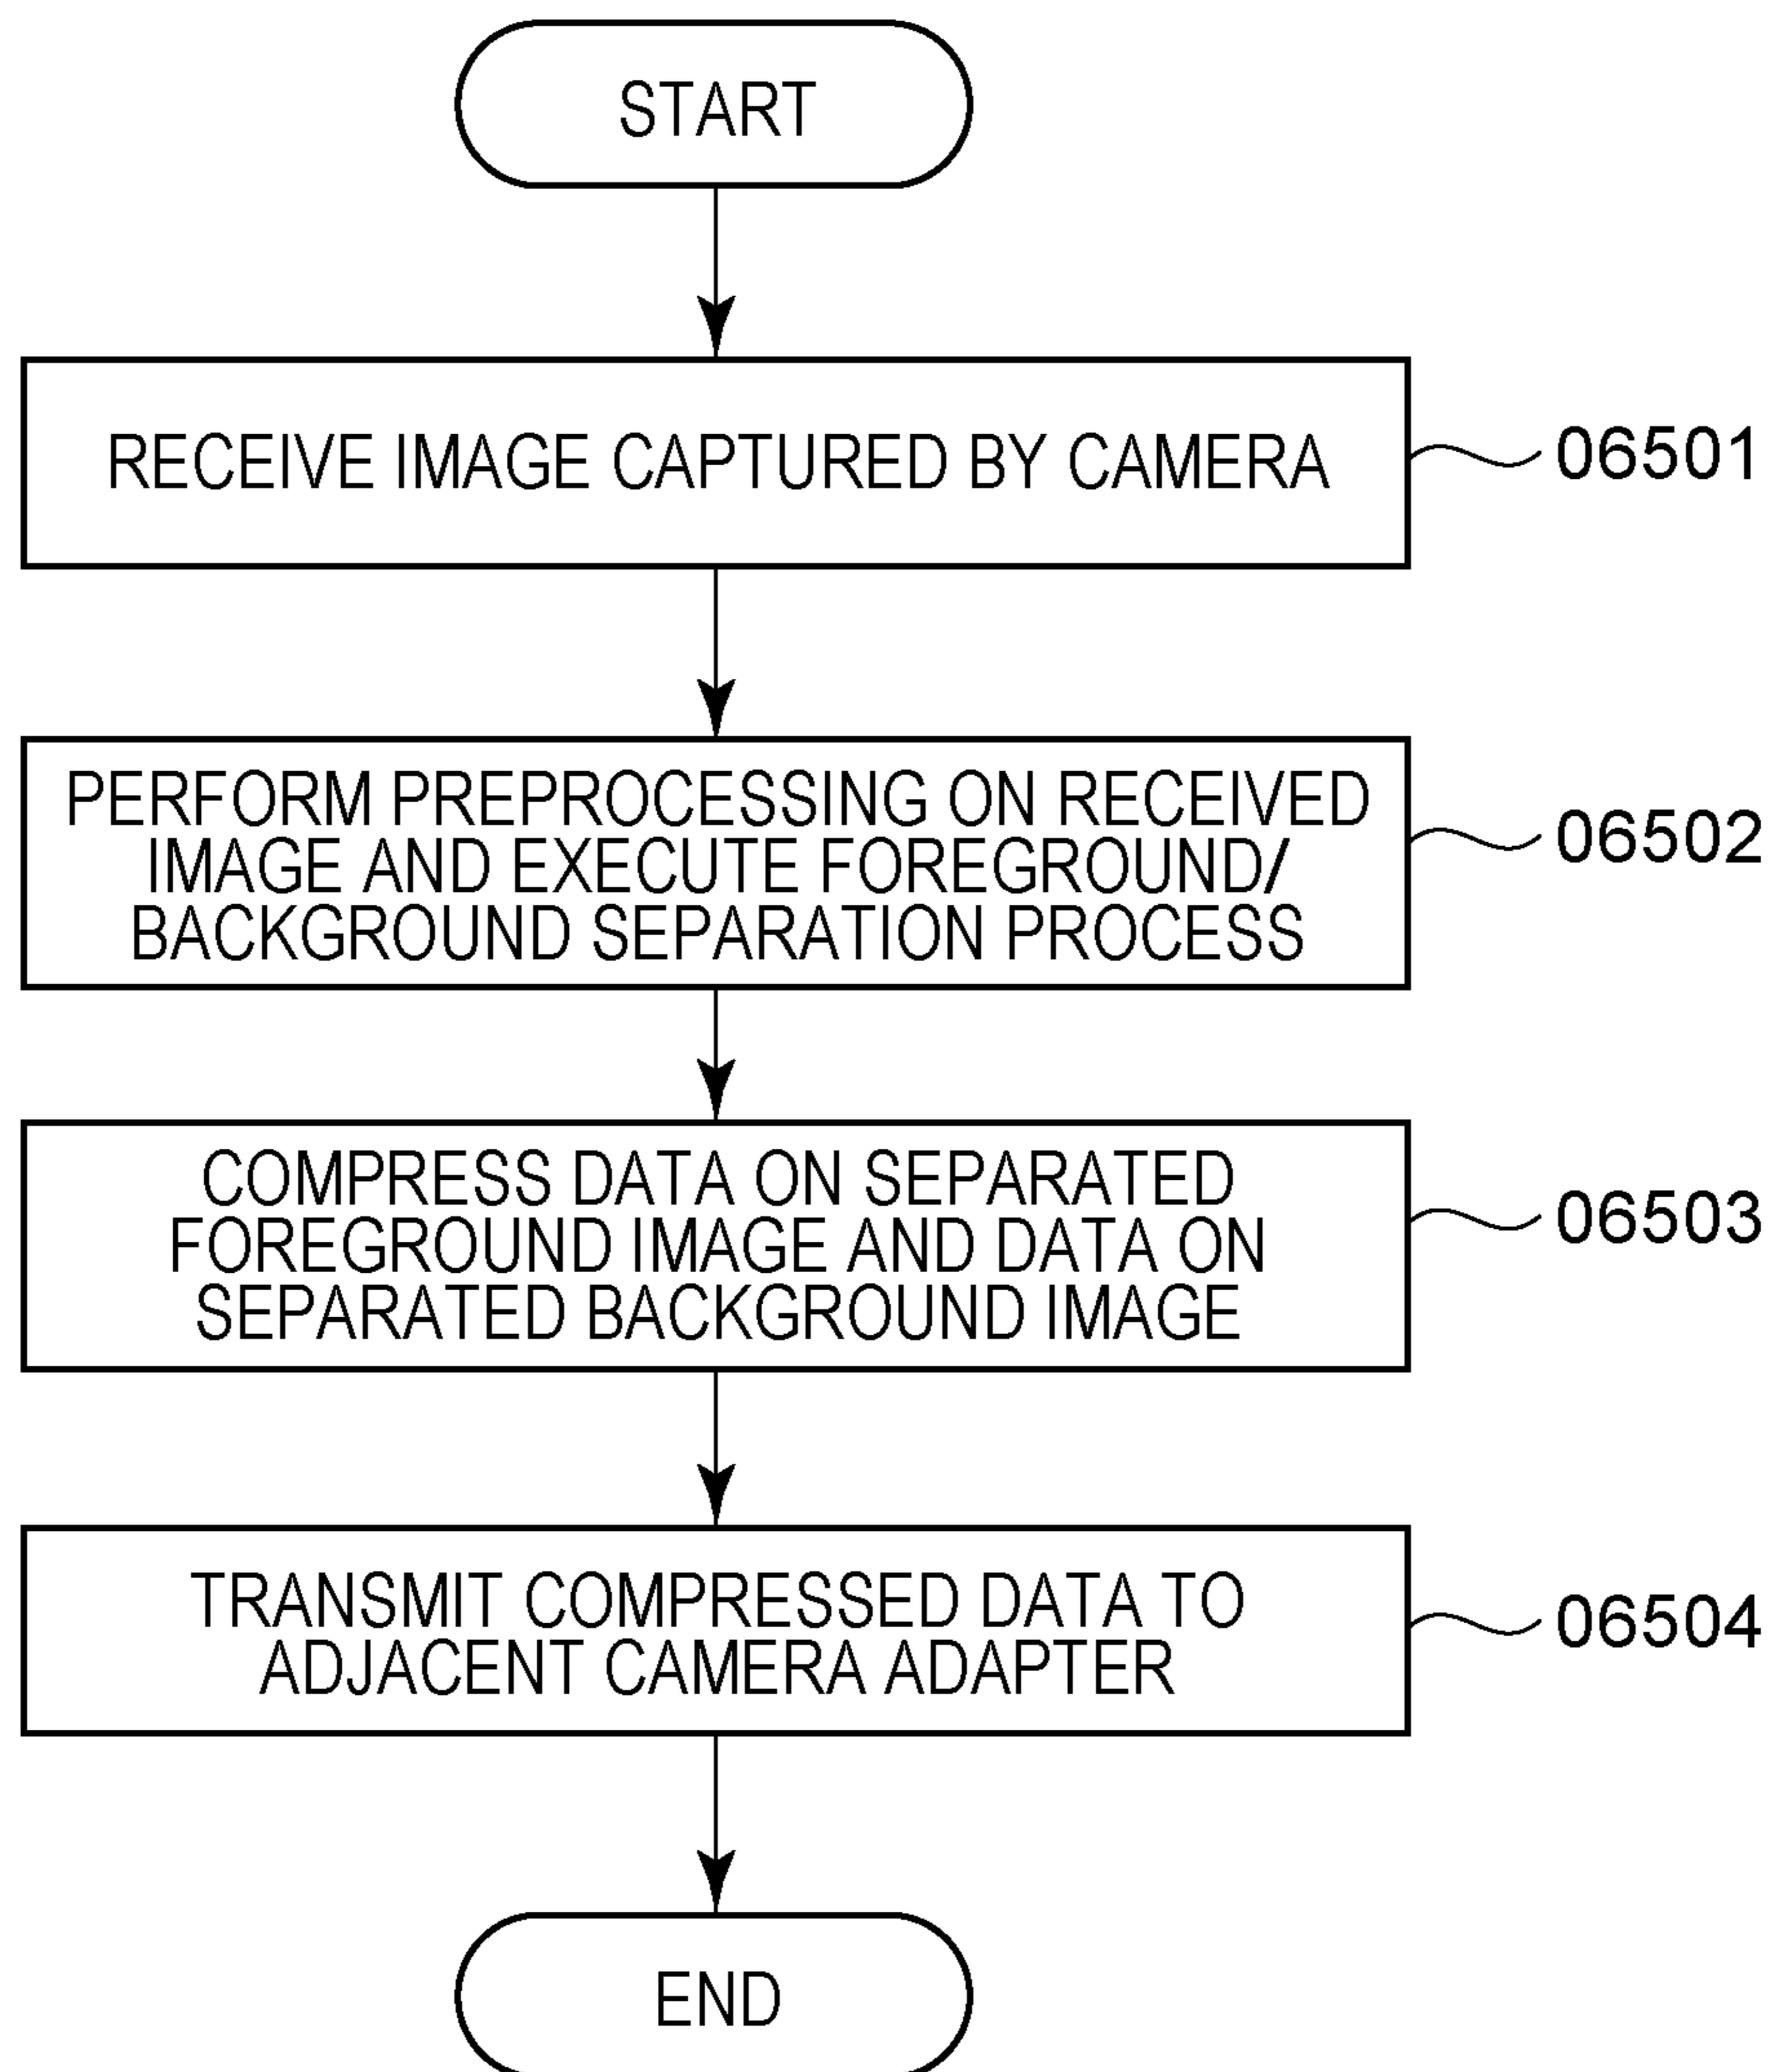 START
RECEIVE IMAGE CAPTURED BY CAMERA
06501
PERFORM PREPROCESSING ON RECEIVED
IMAGE AND EXECUTE FOREGROUND/
BACKGROUND SEPARATION PROCESS
06502
COMPRESS DATA ON SEPARATED
FOREGROUND IMAGE AND DATA ON
SEPARATED BACKGROUND IMAGE
06503
TRANSMIT COMPRESSED DATA TO
ADJACENT CAMERA ADAPTER
06504
END